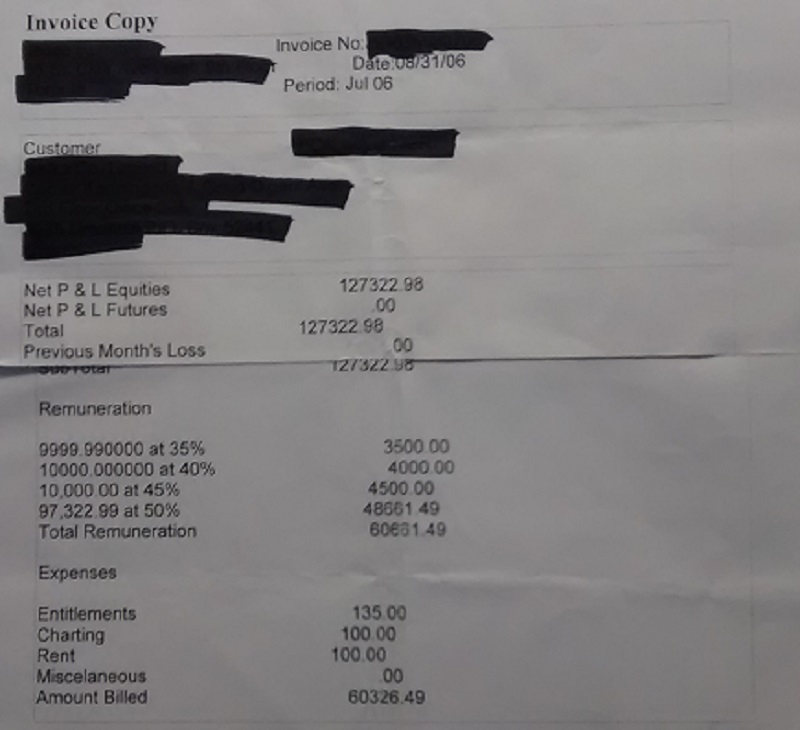 Invoice Copy
Invoice No:
Date:08/31/06
Period: Jul 06
Customer
Net P & L Equities 127322.98
Net P & L Futures .00
Total 127322.98
Previous Month's Loss .00
SubTotal 127322.98
Remuneration
9999.990000 at 35% 3500.00
10000.000000 at 40% 4000.00
10,000.00 at 45% 4500.00
97,322.99 at 50% 48661.49
Total Remuneration 60661.49
Expenses
Entitlements 135.00
Charting 100.00
Rent 100.00
Miscelaneous .00
Amount Billed 60326.49